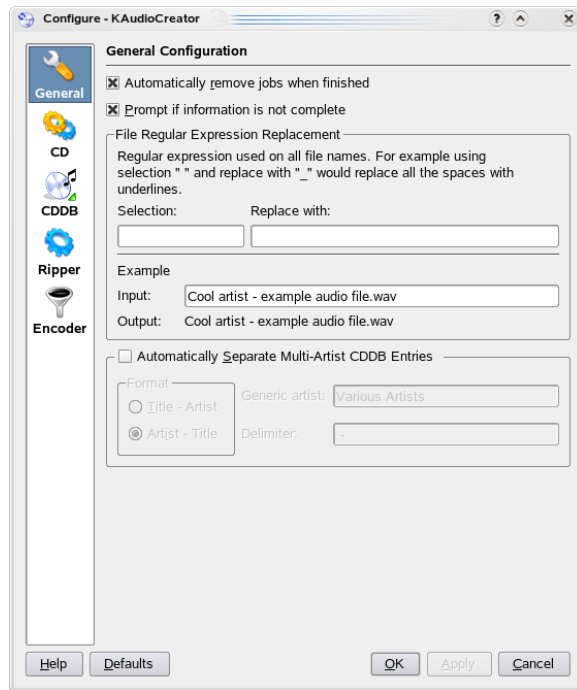 Configure - KAudioCreator
General
CD
CDDB
Ripper
Encoder
General Configuration
Automatically remove jobs when finished
Prompt if information is not complete
File Regular Expression Replacement
Regular expression used on all file names. For example using
selection " " and replace with "_" would replace all the spaces with
underlines.
Selection: Replace with:
Example
Input: Cool artist - example audio file.wav
Output: Cool artist - example audio file.wav
Automatically Separate Multi-Artist CDDB Entries
Format
Title - Artist
Artist - Title
Generic artist: Various Artists
Delimiter: -
Help Defaults OK Apply Cancel